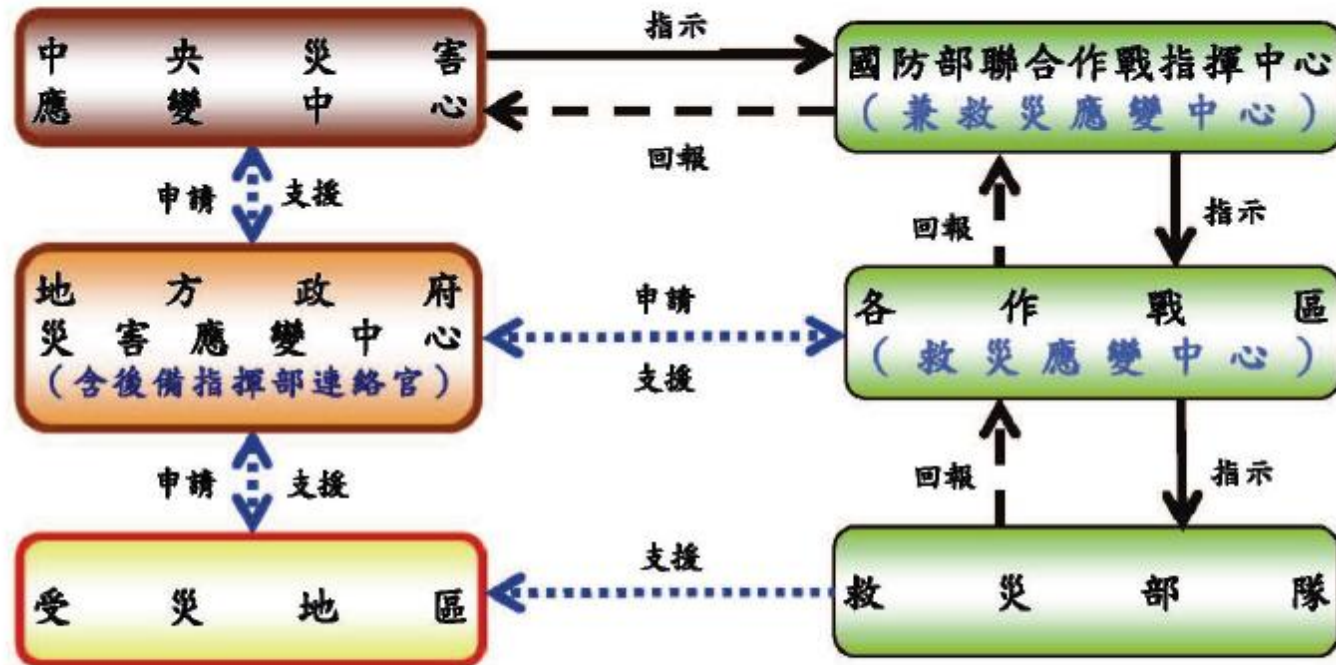 中央災害
應變中心
指示
回報
國防部聯合作戰指揮中心
（兼救災應變中心）
申請
支援
回報
指示
地方政府
災害應變中心
（含後備指揮部連絡官）
申請
支援
各作戰區
（救災應變中心）
申請
支援
回報
指示
受災地區
支援
救災部隊